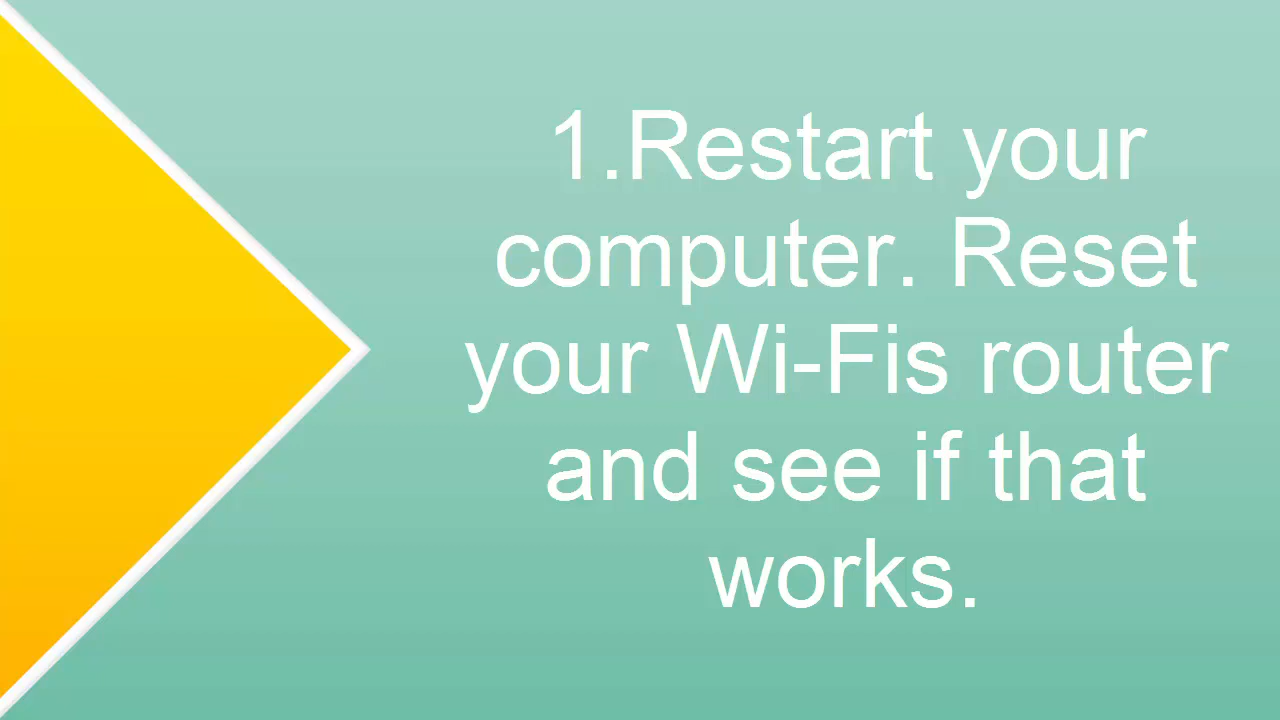 1.Restart your
computer. Reset
your Wi-Fis router
and see if that
works.